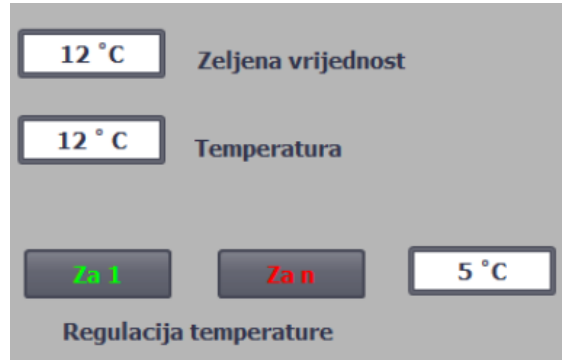 12 °C Zeljena vrijednost
12 ° C Temperatura
Za 1 Za n 5 °C
Regulacija temperature